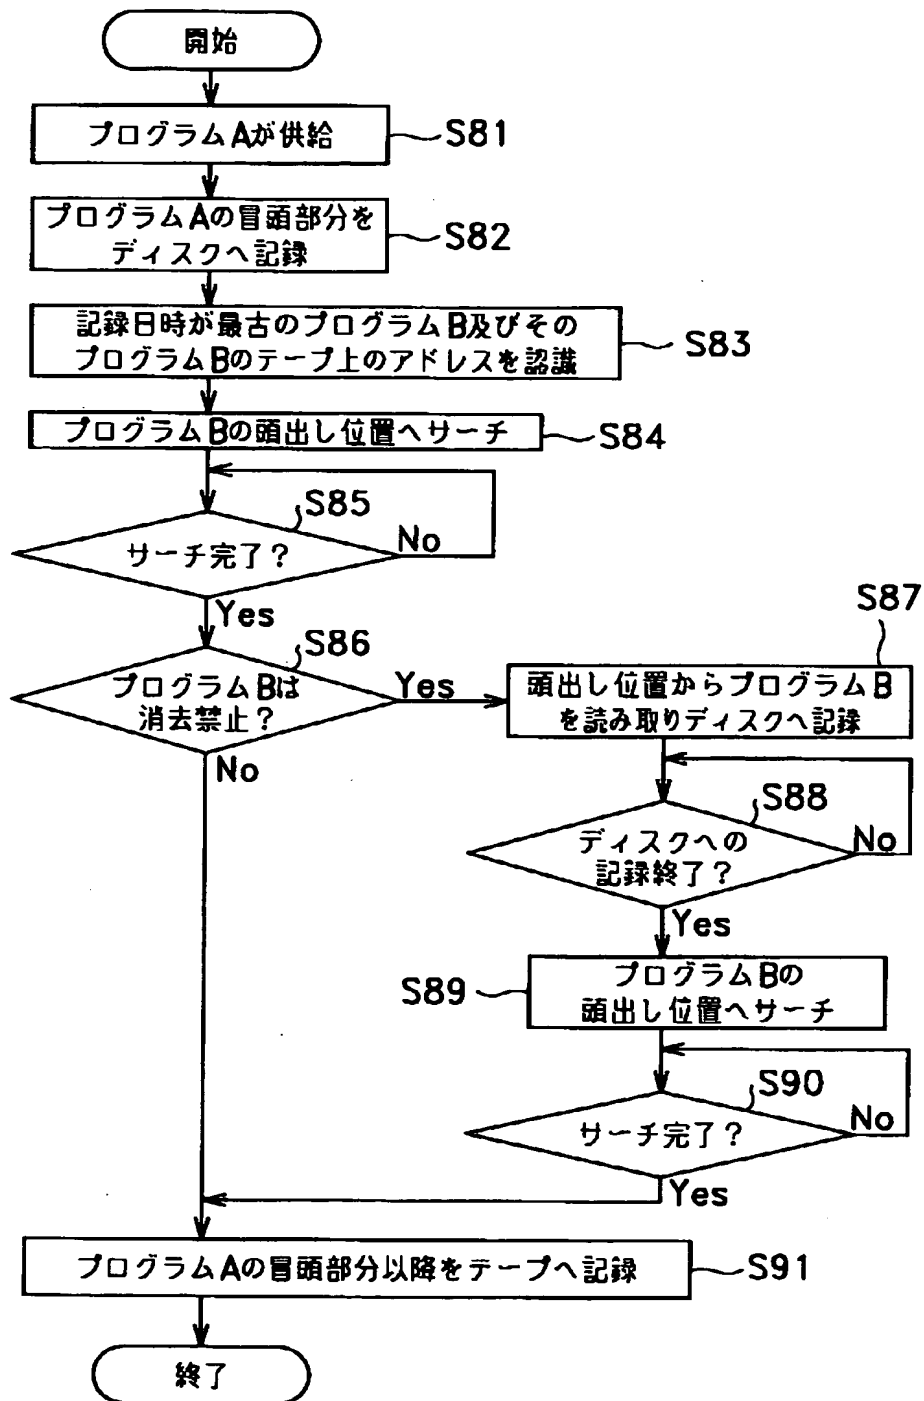 開始
プログラムAが供給
S81
プログラムAの冒頭部分を
ディスクへ記録
S82
記録日時が最古のプログラムB及びその
プログラムBのテープ上のアドレスを認識
S83
プログラムBの頭出し位置へサーチ
S84
S85
サーチ完了?
No
Yes
S86
プログラムBは
消去禁止?
Yes
No
S87
頭出し位置からプログラムB
を読み取りディスクへ記録
S88
ディスクへの
記録終了?
No
Yes
S89
プログラムBの
頭出し位置へサーチ
S90
サーチ完了?
No
Yes
プログラムAの冒頭部分以降をテープへ記録
S91
終了